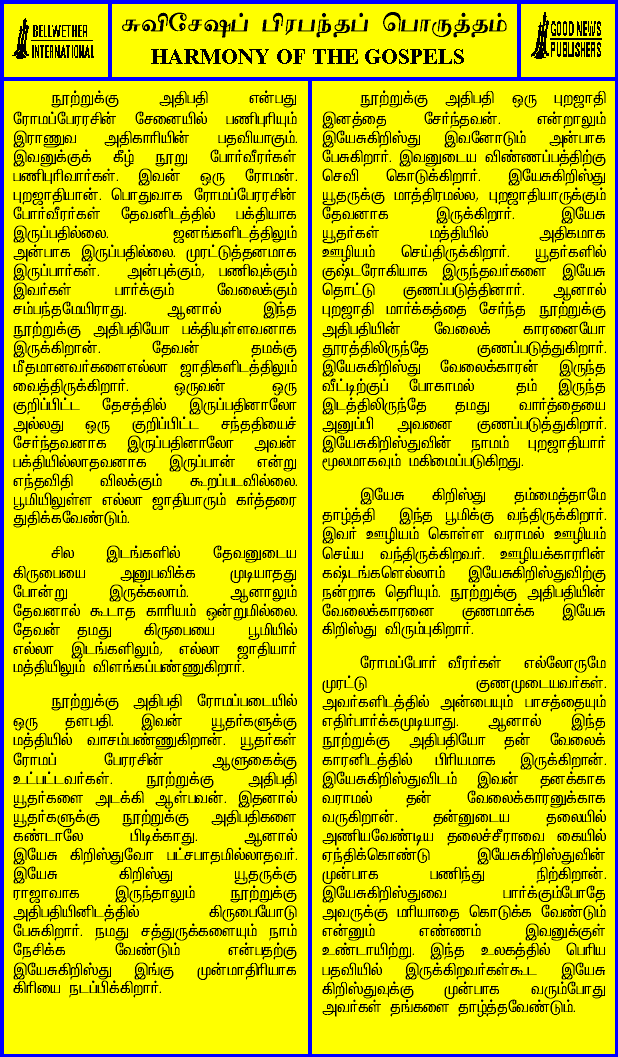 BELLWETHER
INTERNATIONAL
சுவிசேஷப் பிரபந்தப் பொருத்தம்
HARMONY OF THE GOSPELS
GOOD NEWS
PUBLISHERS
நூற்றுக்கு அதிபதி என்பது
ரோமப்பேரரசின் சேனையில் பணிபுரியும்
இராணுவ அதிகாரியின் பதவியாகும்.
இவனுக்குக் கீழ் நூறு போர்வீரர்கள்
பணிபுரிவார்கள். இவன் ஒரு ரோமன்.
புறஜாதியான். பொதுவாக ரோமப்பேரரசின்
போர்வீரர்கள் தேவனிடத்தில் பக்தியாக
இருப்பதில்லை. ஜனங்களிடத்திலும்
அன்பாக இருப்பதில்லை. முரட்டுத்தனமாக
இருப்பார்கள். அன்புக்கும், பணிவுக்கும்
இவர்கள் பார்க்கும் வேலைக்கும்
சம்பந்தமேயிராது. ஆனால் இந்த
நூற்றுக்கு அதிபதியோ பக்தியுள்ளவனாக
இருக்கிறான். தேவன் தமக்கு
மீதமானவர்களைஎல்லா ஜாதிகளிடத்திலும்
வைத்திருக்கிறார். ஒருவன் ஒரு
குறிப்பிட்ட தேசத்தில் இருப்பதினாலோ
அல்லது ஒரு குறிப்பிட்ட சந்ததியைச்
சேர்ந்தவனாக இருப்பதினாலோ அவன்
பக்தியில்லாதவனாக இருப்பான் என்று
எந்தவிதி விலக்கும் கூறப்படவில்லை.
பூமியிலுள்ள எல்லா ஜாதியாரும் கர்த்தரை
துதிக்கவேண்டும்.
சில இடங்களில் தேவனுடைய
கிருபையை அனுபவிக்க முடியாதது
போன்று இருக்கலாம். ஆனாலும்
தேவனால் கூடாத காரியம் ஒன்றுமில்லை.
தேவன் தமது கிருபையை பூமியில்
எல்லா இடங்களிலும், எல்லா ஜாதியார்
மத்தியிலும் விளங்கப்பண்ணுகிறார்.
நூற்றுக்கு அதிபதி ரோமப்படையில்
ஒரு தளபதி. இவன் யூதர்களுக்கு
மத்தியில் வாசம்பண்ணுகிறான். யூதர்கள்
ரோமப் பேரரசின் ஆளுகைக்கு
உட்பட்டவர்கள். நூற்றுக்கு அதிபதி
யூதர்களை அடக்கி ஆள்பவன். இதனால்
யூதர்களுக்கு நூற்றுக்கு அதிபதிகளை
கண்டாலே பிடிக்காது. ஆனால்
இயேசு கிறிஸ்துவோ பட்சபாதமில்லாதவர்.
இயேசு கிறிஸ்து யூதருக்கு
ராஜாவாக இருந்தாலும் நூற்றுக்கு
அதிபதியினிடத்தில் கிருபையோடு
பேசுகிறார். நமது சத்துருக்களையும் நாம்
நேசிக்க வேண்டும் என்பதற்கு
இயேசுகிறிஸ்து இங்கு முன்மாதிரியாக
கிரியை நடப்பிக்கிறார்.
நூற்றுக்கு அதிபதி ஒரு புறஜாதி
இனத்தை சேர்ந்தவன். என்றாலும்
இயேசுகிறிஸ்து இவனோடும் அன்பாக
பேசுகிறார். இவனுடைய விண்ணப்பத்திற்கு
செவி கொடுக்கிறார். இயேசுகிறிஸ்து
யூதருக்கு மாத்திரமல்ல, புறஜாதியாருக்கும்
தேவனாக இருக்கிறார். இயேசு
யூதர்கள் மத்தியில் அதிகமாக
ஊழியம் செய்திருக்கிறார். யூதர்களில்
குஷ்டரோகியாக இருந்தவர்களை இயேசு
தொட்டு குணப்படுத்தினார். ஆனால்
புறஜாதி மார்க்கத்தை சேர்ந்த நூற்றுக்கு
அதிபதியின் வேலைக் காரனையோ
தூரத்திலிருந்தே குணப்படுத்துகிறார்.
இயேசுகிறிஸ்து வேலைக்காரன் இருந்த
வீட்டிற்குப் போகாமல் தம் இருந்த
இடத்திலிருந்தே தமது வார்த்தையை
அனுப்பி அவனை குணப்படுத்துகிறார்.
இயேசுகிறிஸ்துவின் நாமம் புறஜாதியார்
மூலமாகவும் மகிமைப்படுகிறது.
இயேசு கிறிஸ்து தம்மைத்தாமே
தாழ்த்தி இந்த பூமிக்கு வந்திருக்கிறார்.
இவர் ஊழியம் கொள்ள வராமல் ஊழியம்
செய்ய வந்திருக்கிறவர். ஊழியக்காரரின்
கஷ்டங்களெல்லாம் இயேசுகிறிஸ்துவிற்கு
நன்றாக தெரியும். நூற்றுக்கு அதிபதியின்
வேலைக்காரனை குணமாக்க இயேசு
கிறிஸ்து விரும்புகிறார்.
ரோமப்போர் வீரர்கள் எல்லோருமே
முரட்டு குணமுடையவர்கள்.
அவர்களிடத்தில் அன்பையும் பாசத்தையும்
எதிர்பார்க்கமுடியாது. ஆனால் இந்த
நூற்றுக்கு அதிபதியோ தன் வேலைக்
காரனிடத்தில் பிரியமாக இருக்கிறான்.
இயேசுகிறிஸ்துவிடம் இவன் தனக்காக
வராமல் தன் வேலைக்காரனுக்காக
வருகிறான். தன்னுடைய தலையில்
அணியவேண்டிய தலைச்சீராவை கையில்
ஏந்திக்கொண்டு இயேசுகிறிஸ்துவின்
முன்பாக பணிந்து நிற்கிறான்.
இயேசுகிறிஸ்துவை பார்க்கும்போதே
அவருக்கு மரியாதை கொடுக்க வேண்டும்
என்னும் எண்ணம் இவனுக்குள்
உண்டாயிற்று. இந்த உலகத்தில் பெரிய
பதவியில் இருக்கிறவர்கள்கூட இயேசு
கிறிஸ்துவுக்கு முன்பாக வரும்போது
அவர்கள் தங்களை தாழ்த்தவேண்டும்.